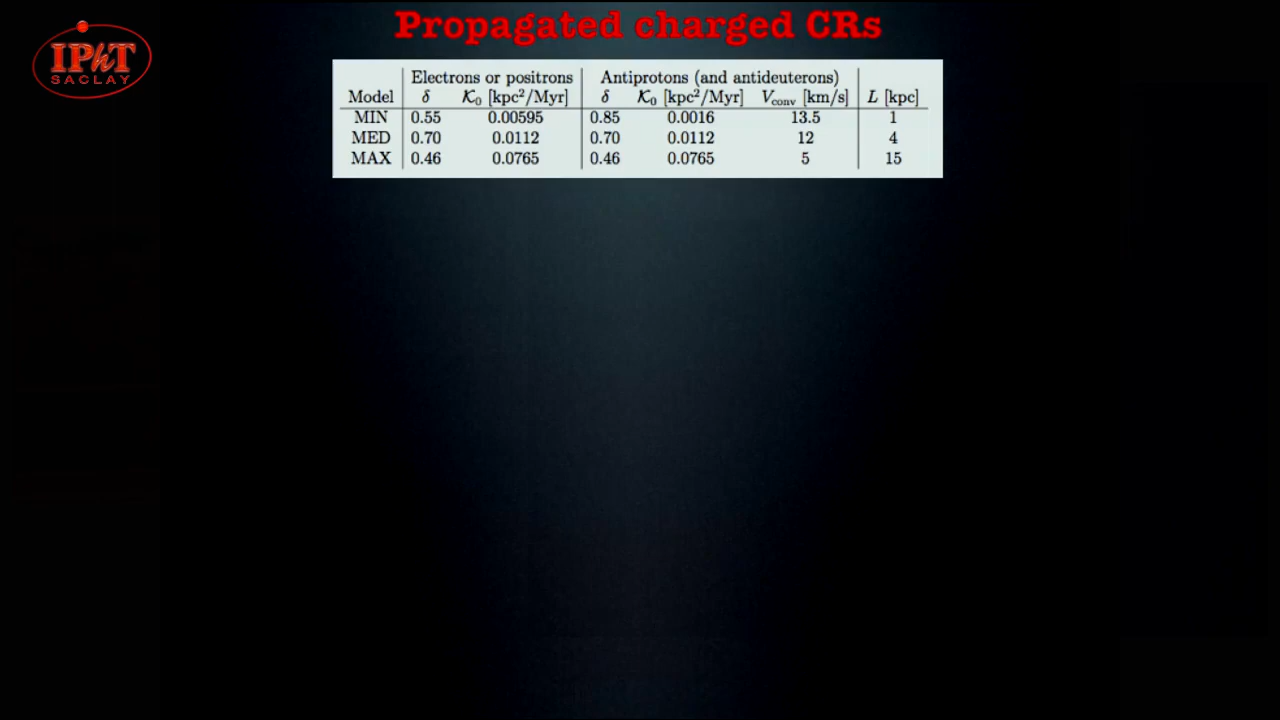 Propagated charged CRs
IPhT
SACLAY
Electrons or positrons Antiprotons (and antideuterons)
Model δ K₀ [kpc²/Myr] δ K₀ [kpc²/Myr] Vconv [km/s] L [kpc]
MIN 0.55 0.00595 0.85 0.0016 13.5 1
MED 0.70 0.0112 0.70 0.0112 12 4
MAX 0.46 0.0765 0.46 0.0765 5 15